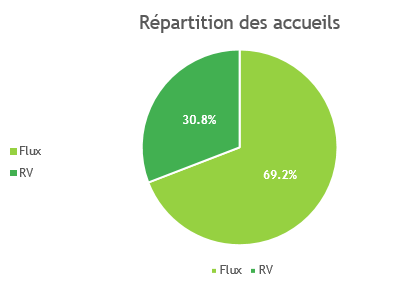 Répartition des accueils
30.8%
Flux
RV
69.2%
Flux RV